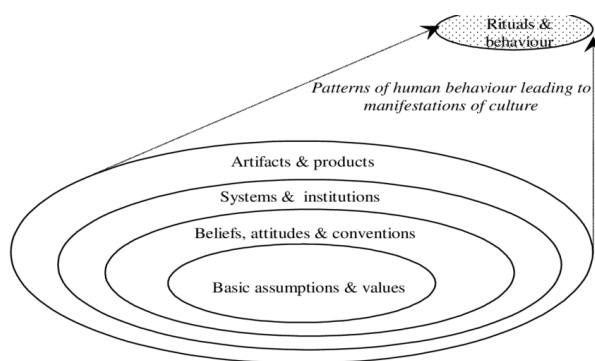 Rituals &
behaviour
Patterns of human behaviour leading to
manifestations of culture
Artifacts & products
Systems & institutions
Beliefs, attitudes & conventions
Basic assumptions & values